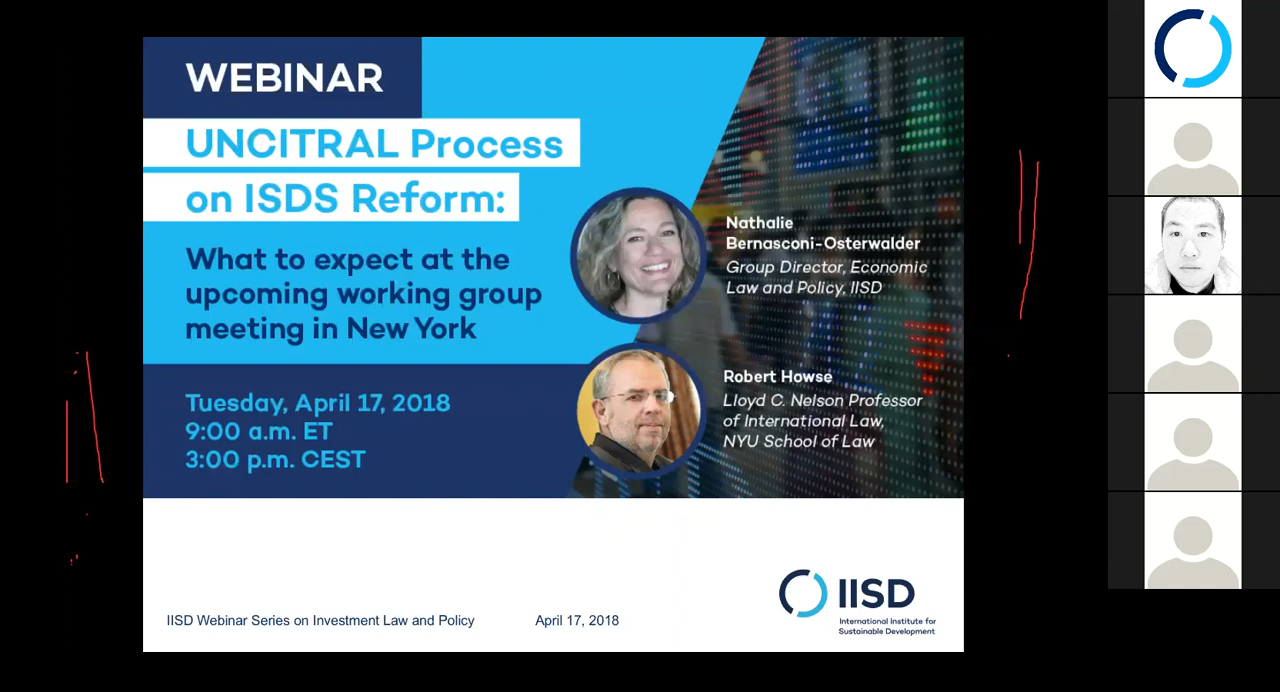 WEBINAR
UNCITRAL Process
on ISDS Reform:
What to expect at the
upcoming working group
meeting in New York
Tuesday, April 17, 2018
9:00 a.m. ET
3:00 p.m. CEST
Nathalie
Bernasconi-Osterwalder
Group Director, Economic
Law and Policy, IISD
Robert Howse
Lloyd C. Nelson Professor
of International Law,
NYU School of Law
IISD Webinar Series on Investment Law and Policy
April 17, 2018
IISD
International Institute for
Sustainable Development